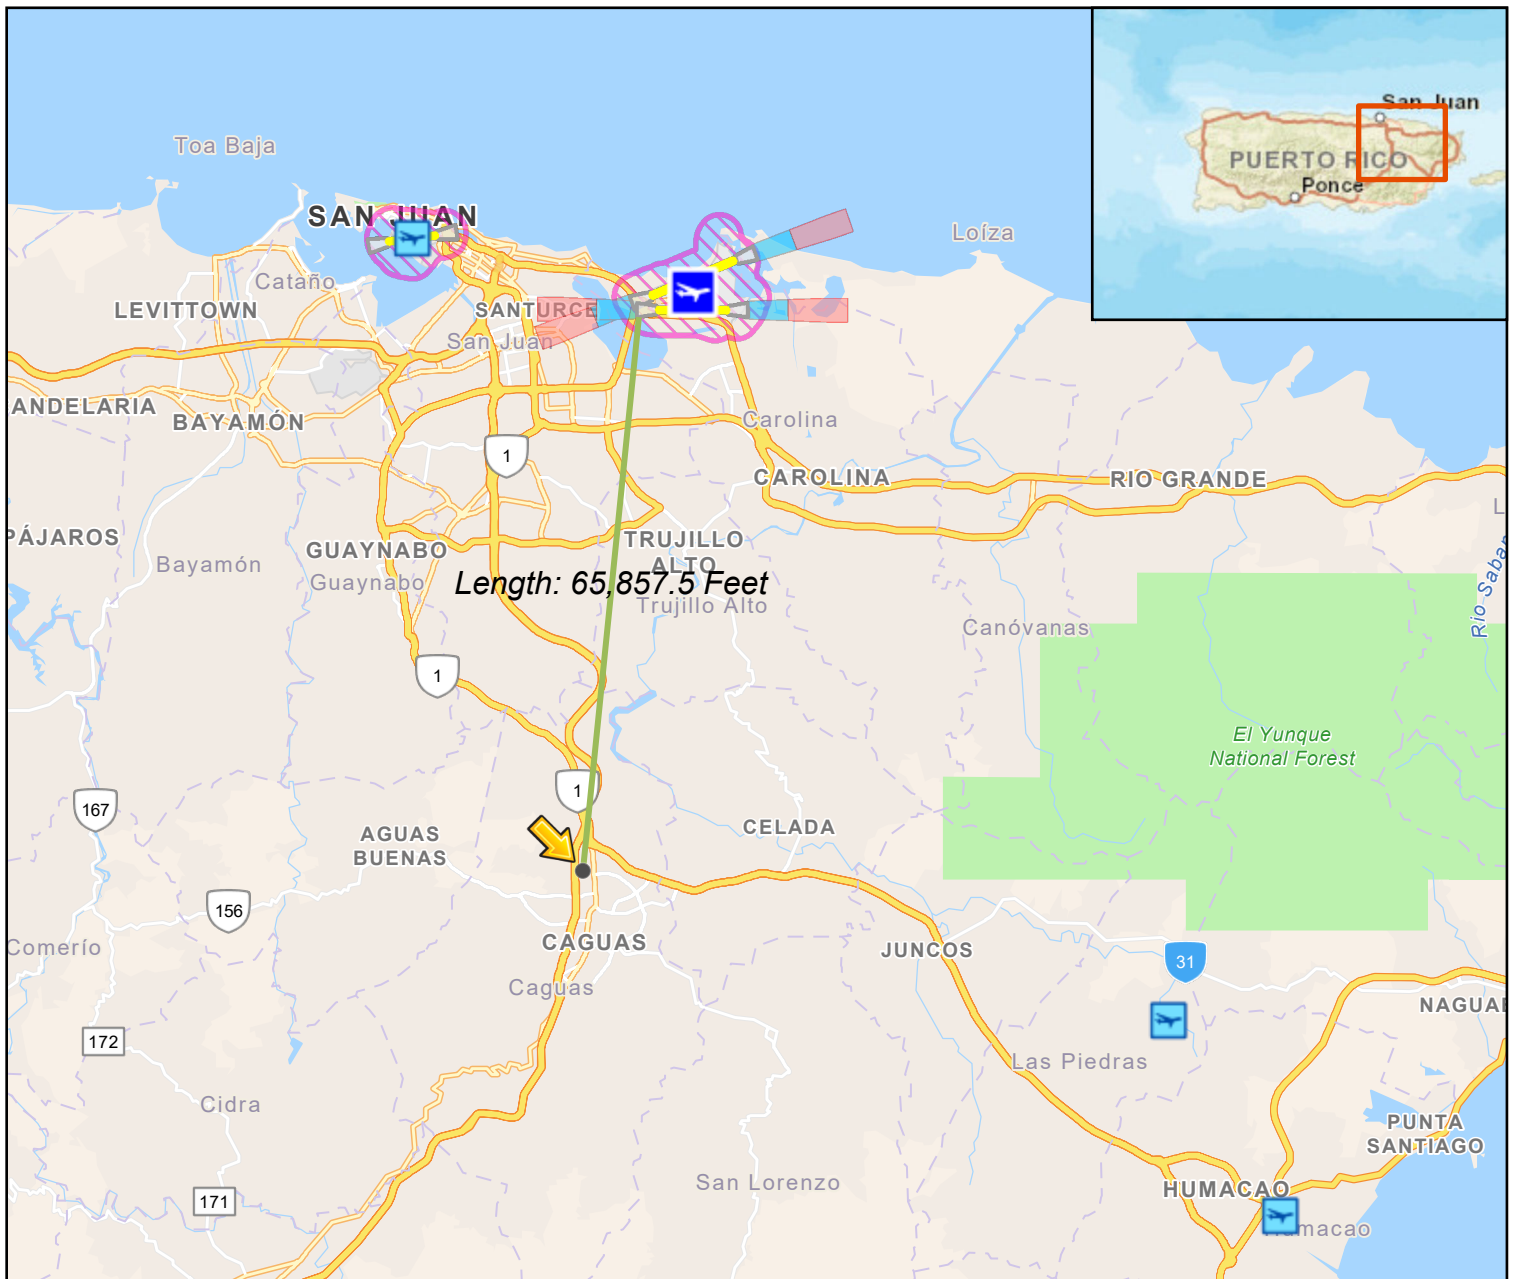 San Juan
PUERTO RICO
Ponce
Toa Baja
SAN JUAN
Loíza
Cataño
LEVITTOWN
SANTURCE
San Juan
ANDELARIA
BAYAMÓN
Carolina
1
CAROLINA
RIO GRANDE
L
PÁJAROS
GUAYNABO
TRUJILLO
ALTO
Bayamón
Guaynabo
Length: 65,857.5 Feet
Trujillo Alto
Canóvanas
Rio Saba
1
El Yunque
National Forest
1
167
AGUAS
BUENAS
CELADA
156
Comerío
CAGUAS
JUNCOS
31
Caguas
NAGUA
172
Las Piedras
Cidra
PUNTA
SANTIAGO
San Lorenzo
HUMACAO
171
macao